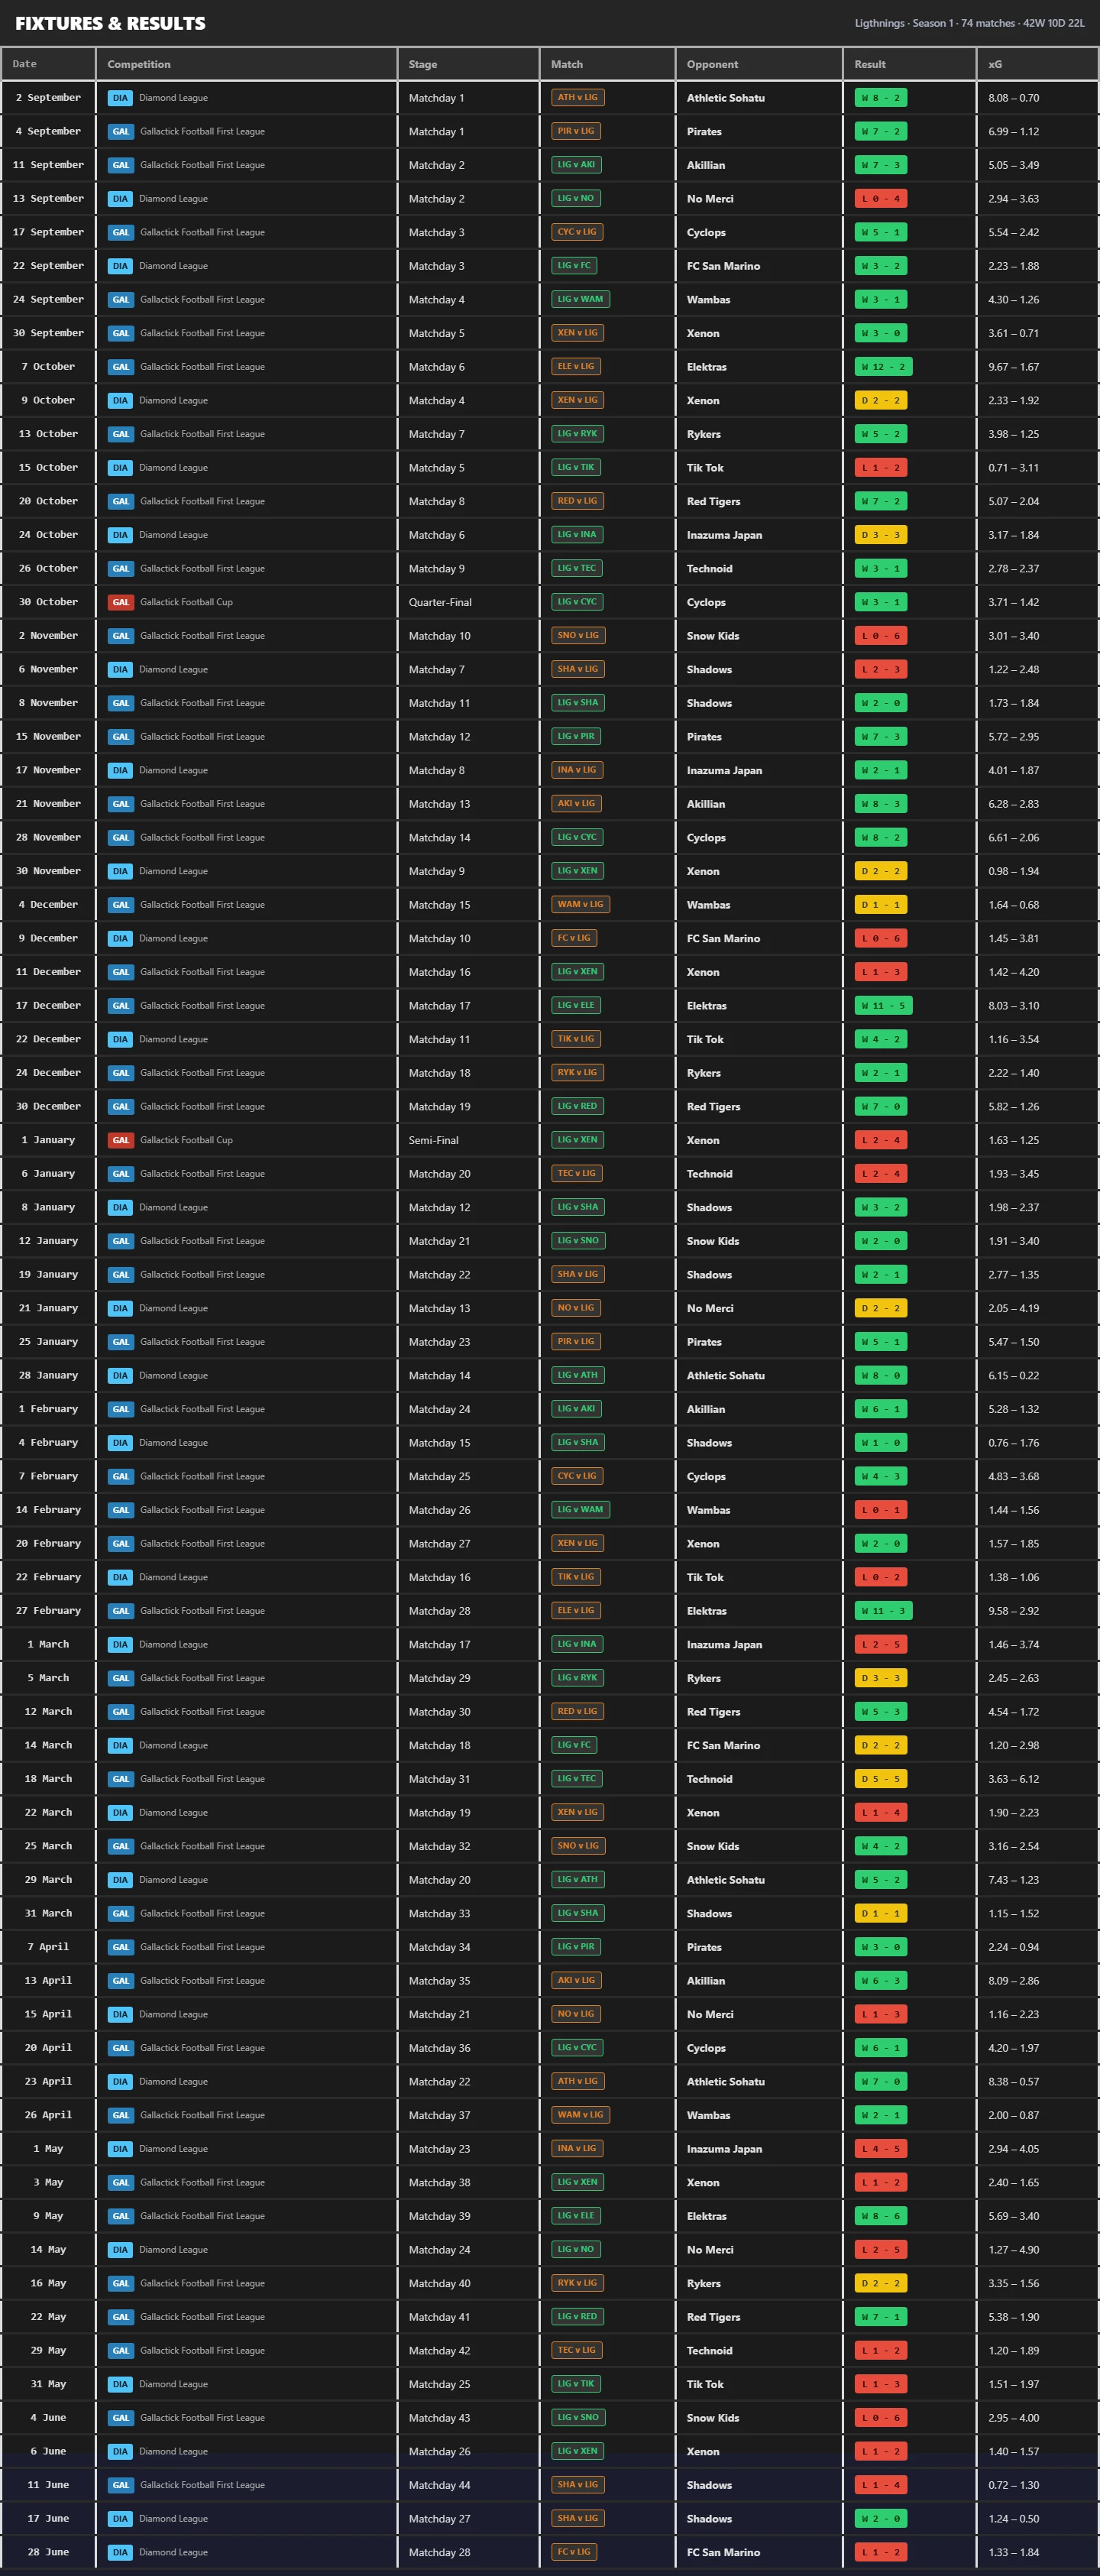 FIXTURES & RESULTS Ligthnings · Season 1 · 74 matches · 42W 10D 22L
Date Competition Stage Match Opponent Result xG
2 September DIA Diamond League Matchday 1 ATH v LIG Athletic Sohatu W 8 - 2 8.08 – 0.70
4 September GAL Gallactick Football First League Matchday 1 PIR v LIG Pirates W 7 - 2 6.99 – 1.12
11 September GAL Gallactick Football First League Matchday 2 LIG v AKI Akillian W 7 - 3 5.05 – 3.49
13 September DIA Diamond League Matchday 2 LIG v NO No Merci L 0 - 4 2.94 – 3.63
17 September GAL Gallactick Football First League Matchday 3 CYC v LIG Cyclops W 5 - 1 5.54 – 2.42
22 September DIA Diamond League Matchday 3 LIG v FC FC San Marino W 3 - 2 2.23 – 1.88
24 September GAL Gallactick Football First League Matchday 4 LIG v WAM Wambas W 3 - 1 4.30 – 1.26
30 September GAL Gallactick Football First League Matchday 5 XEN v LIG Xenon W 3 - 0 3.61 – 0.71
7 October GAL Gallactick Football First League Matchday 6 ELE v LIG Elektras W 12 - 2 9.67 – 1.67
9 October DIA Diamond League Matchday 4 XEN v LIG Xenon D 2 - 2 2.33 – 1.92
13 October GAL Gallactick Football First League Matchday 7 LIG v RYK Rykers W 5 - 2 3.98 – 1.25
15 October DIA Diamond League Matchday 5 LIG v TIK Tik Tok L 1 - 2 0.71 – 3.11
20 October GAL Gallactick Football First League Matchday 8 RED v LIG Red Tigers W 7 - 2 5.07 – 2.04
24 October DIA Diamond League Matchday 6 LIG v INA Inazuma Japan D 3 - 3 3.17 – 1.84
26 October GAL Gallactick Football First League Matchday 9 LIG v TEC Technoid W 3 - 1 2.78 – 2.37
30 October GAL Gallactick Football Cup Quarter-Final LIG v CYC Cyclops W 3 - 1 3.71 – 1.42
2 November GAL Gallactick Football First League Matchday 10 SNO v LIG Snow Kids L 0 - 6 3.01 – 3.40
6 November DIA Diamond League Matchday 7 SHA v LIG Shadows L 2 - 3 1.22 – 2.48
8 November GAL Gallactick Football First League Matchday 11 LIG v SHA Shadows W 2 - 0 1.73 – 1.84
15 November GAL Gallactick Football First League Matchday 12 LIG v PIR Pirates W 7 - 3 5.72 – 2.95
17 November DIA Diamond League Matchday 8 INA v LIG Inazuma Japan W 2 - 1 4.01 – 1.87
21 November GAL Gallactick Football First League Matchday 13 AKI v LIG Akillian W 8 - 3 6.28 – 2.83
28 November GAL Gallactick Football First League Matchday 14 LIG v CYC Cyclops W 8 - 2 6.61 – 2.06
30 November DIA Diamond League Matchday 9 LIG v XEN Xenon D 2 - 2 0.98 – 1.94
4 December GAL Gallactick Football First League Matchday 15 WAM v LIG Wambas D 1 - 1 1.64 – 0.68
9 December DIA Diamond League Matchday 10 FC v LIG FC San Marino L 0 - 6 1.45 – 3.81
11 December GAL Gallactick Football First League Matchday 16 LIG v XEN Xenon L 1 - 3 1.42 – 4.20
17 December GAL Gallactick Football First League Matchday 17 LIG v ELE Elektras W 11 - 5 8.03 – 3.10
22 December DIA Diamond League Matchday 11 TIK v LIG Tik Tok W 4 - 2 1.16 – 3.54
24 December GAL Gallactick Football First League Matchday 18 RYK v LIG Rykers W 2 - 1 2.22 – 1.40
30 December GAL Gallactick Football First League Matchday 19 LIG v RED Red Tigers W 7 - 0 5.82 – 1.26
1 January GAL Gallactick Football Cup Semi-Final LIG v XEN Xenon L 2 - 4 1.63 – 1.25
6 January GAL Gallactick Football First League Matchday 20 TEC v LIG Technoid L 2 - 4 1.93 – 3.45
8 January DIA Diamond League Matchday 12 LIG v SHA Shadows W 3 - 2 1.98 – 2.37
12 January GAL Gallactick Football First League Matchday 21 LIG v SNO Snow Kids W 2 - 0 1.91 – 3.40
19 January GAL Gallactick Football First League Matchday 22 SHA v LIG Shadows W 2 - 1 2.77 – 1.35
21 January DIA Diamond League Matchday 13 NO v LIG No Merci D 2 - 2 2.05 – 4.19
25 January GAL Gallactick Football First League Matchday 23 PIR v LIG Pirates W 5 - 1 5.47 – 1.50
28 January DIA Diamond League Matchday 14 LIG v ATH Athletic Sohatu W 8 - 0 6.15 – 0.22
1 February GAL Gallactick Football First League Matchday 24 LIG v AKI Akillian W 6 - 1 5.28 – 1.32
4 February DIA Diamond League Matchday 15 LIG v SHA Shadows W 1 - 0 0.76 – 1.76
7 February GAL Gallactick Football First League Matchday 25 CYC v LIG Cyclops W 4 - 3 4.83 – 3.68
14 February GAL Gallactick Football First League Matchday 26 LIG v WAM Wambas L 0 - 1 1.44 – 1.56
20 February GAL Gallactick Football First League Matchday 27 XEN v LIG Xenon W 2 - 0 1.57 – 1.85
22 February DIA Diamond League Matchday 16 TIK v LIG Tik Tok L 0 - 2 1.38 – 1.06
27 February GAL Gallactick Football First League Matchday 28 ELE v LIG Elektras W 11 - 3 9.58 – 2.92
1 March DIA Diamond League Matchday 17 LIG v INA Inazuma Japan L 2 - 5 1.46 – 3.74
5 March GAL Gallactick Football First League Matchday 29 LIG v RYK Rykers D 3 - 3 2.45 – 2.63
12 March GAL Gallactick Football First League Matchday 30 RED v LIG Red Tigers W 5 - 3 4.54 – 1.72
14 March DIA Diamond League Matchday 18 LIG v FC FC San Marino D 2 - 2 1.20 – 2.98
18 March GAL Gallactick Football First League Matchday 31 LIG v TEC Technoid D 5 - 5 3.63 – 6.12
22 March DIA Diamond League Matchday 19 XEN v LIG Xenon L 1 - 4 1.90 – 2.23
25 March GAL Gallactick Football First League Matchday 32 SNO v LIG Snow Kids W 4 - 2 3.16 – 2.54
29 March DIA Diamond League Matchday 20 LIG v ATH Athletic Sohatu W 5 - 2 7.43 – 1.23
31 March GAL Gallactick Football First League Matchday 33 LIG v SHA Shadows D 1 - 1 1.15 – 1.52
7 April GAL Gallactick Football First League Matchday 34 LIG v PIR Pirates W 3 - 0 2.24 – 0.94
13 April GAL Gallactick Football First League Matchday 35 AKI v LIG Akillian W 6 - 3 8.09 – 2.86
15 April DIA Diamond League Matchday 21 NO v LIG No Merci L 1 - 3 1.16 – 2.23
20 April GAL Gallactick Football First League Matchday 36 LIG v CYC Cyclops W 6 - 1 4.20 – 1.97
23 April DIA Diamond League Matchday 22 ATH v LIG Athletic Sohatu W 7 - 0 8.38 – 0.57
26 April GAL Gallactick Football First League Matchday 37 WAM v LIG Wambas W 2 - 1 2.00 – 0.87
1 May DIA Diamond League Matchday 23 INA v LIG Inazuma Japan L 4 - 5 2.94 – 4.05
3 May GAL Gallactick Football First League Matchday 38 LIG v XEN Xenon L 1 - 2 2.40 – 1.65
9 May GAL Gallactick Football First League Matchday 39 LIG v ELE Elektras W 8 - 6 5.69 – 3.40
14 May DIA Diamond League Matchday 24 LIG v NO No Merci L 2 - 5 1.27 – 4.90
16 May GAL Gallactick Football First League Matchday 40 RYK v LIG Rykers D 2 - 2 3.35 – 1.56
22 May GAL Gallactick Football First League Matchday 41 LIG v RED Red Tigers W 7 - 1 5.38 – 1.90
29 May GAL Gallactick Football First League Matchday 42 TEC v LIG Technoid L 1 - 2 1.20 – 1.89
31 May DIA Diamond League Matchday 25 LIG v TIK Tik Tok L 1 - 3 1.51 – 1.97
4 June GAL Gallactick Football First League Matchday 43 LIG v SNO Snow Kids L 0 - 6 2.95 – 4.00
6 June DIA Diamond League Matchday 26 LIG v XEN Xenon L 1 - 2 1.40 – 1.57
11 June GAL Gallactick Football First League Matchday 44 SHA v LIG Shadows L 1 - 4 0.72 – 1.30
17 June DIA Diamond League Matchday 27 SHA v LIG Shadows W 2 - 0 1.24 – 0.50
28 June DIA Diamond League Matchday 28 FC v LIG FC San Marino L 1 - 2 1.33 – 1.84